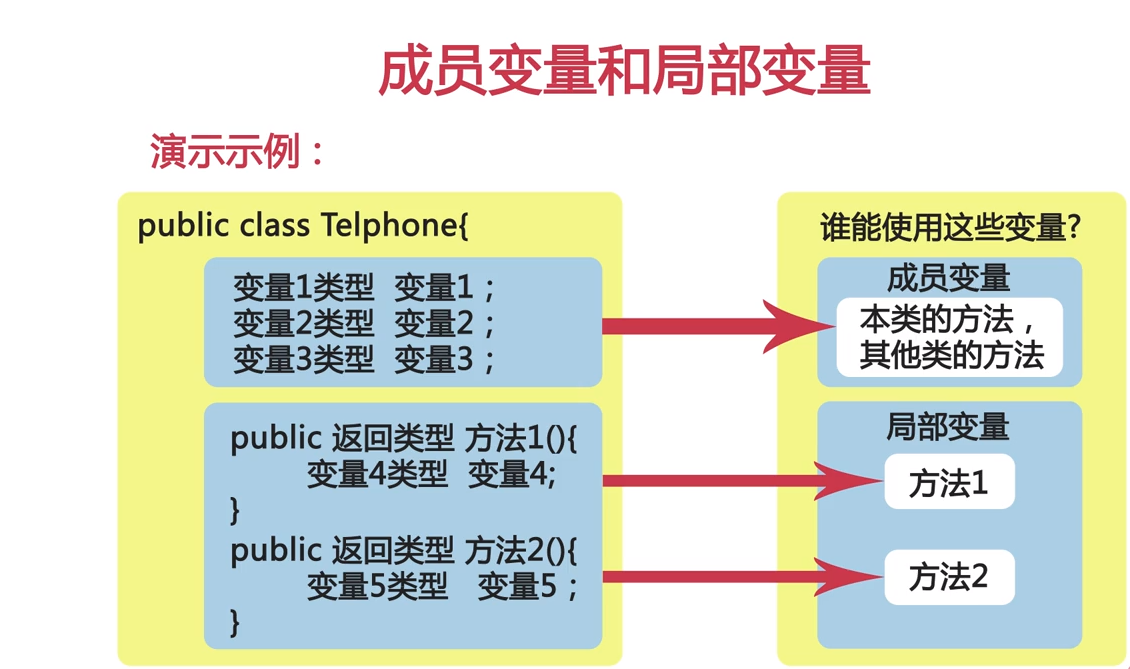 成员变量和局部变量
演示示例：
public class Telphone{
变量1类型 变量1；
变量2类型 变量2；
变量3类型 变量3；
public 返回类型 方法1(){
变量4类型 变量4;
}
public 返回类型 方法2(){
变量5类型 变量5；
}
谁能使用这些变量?
成员变量
本类的方法，
其他类的方法
局部变量
方法1
方法2